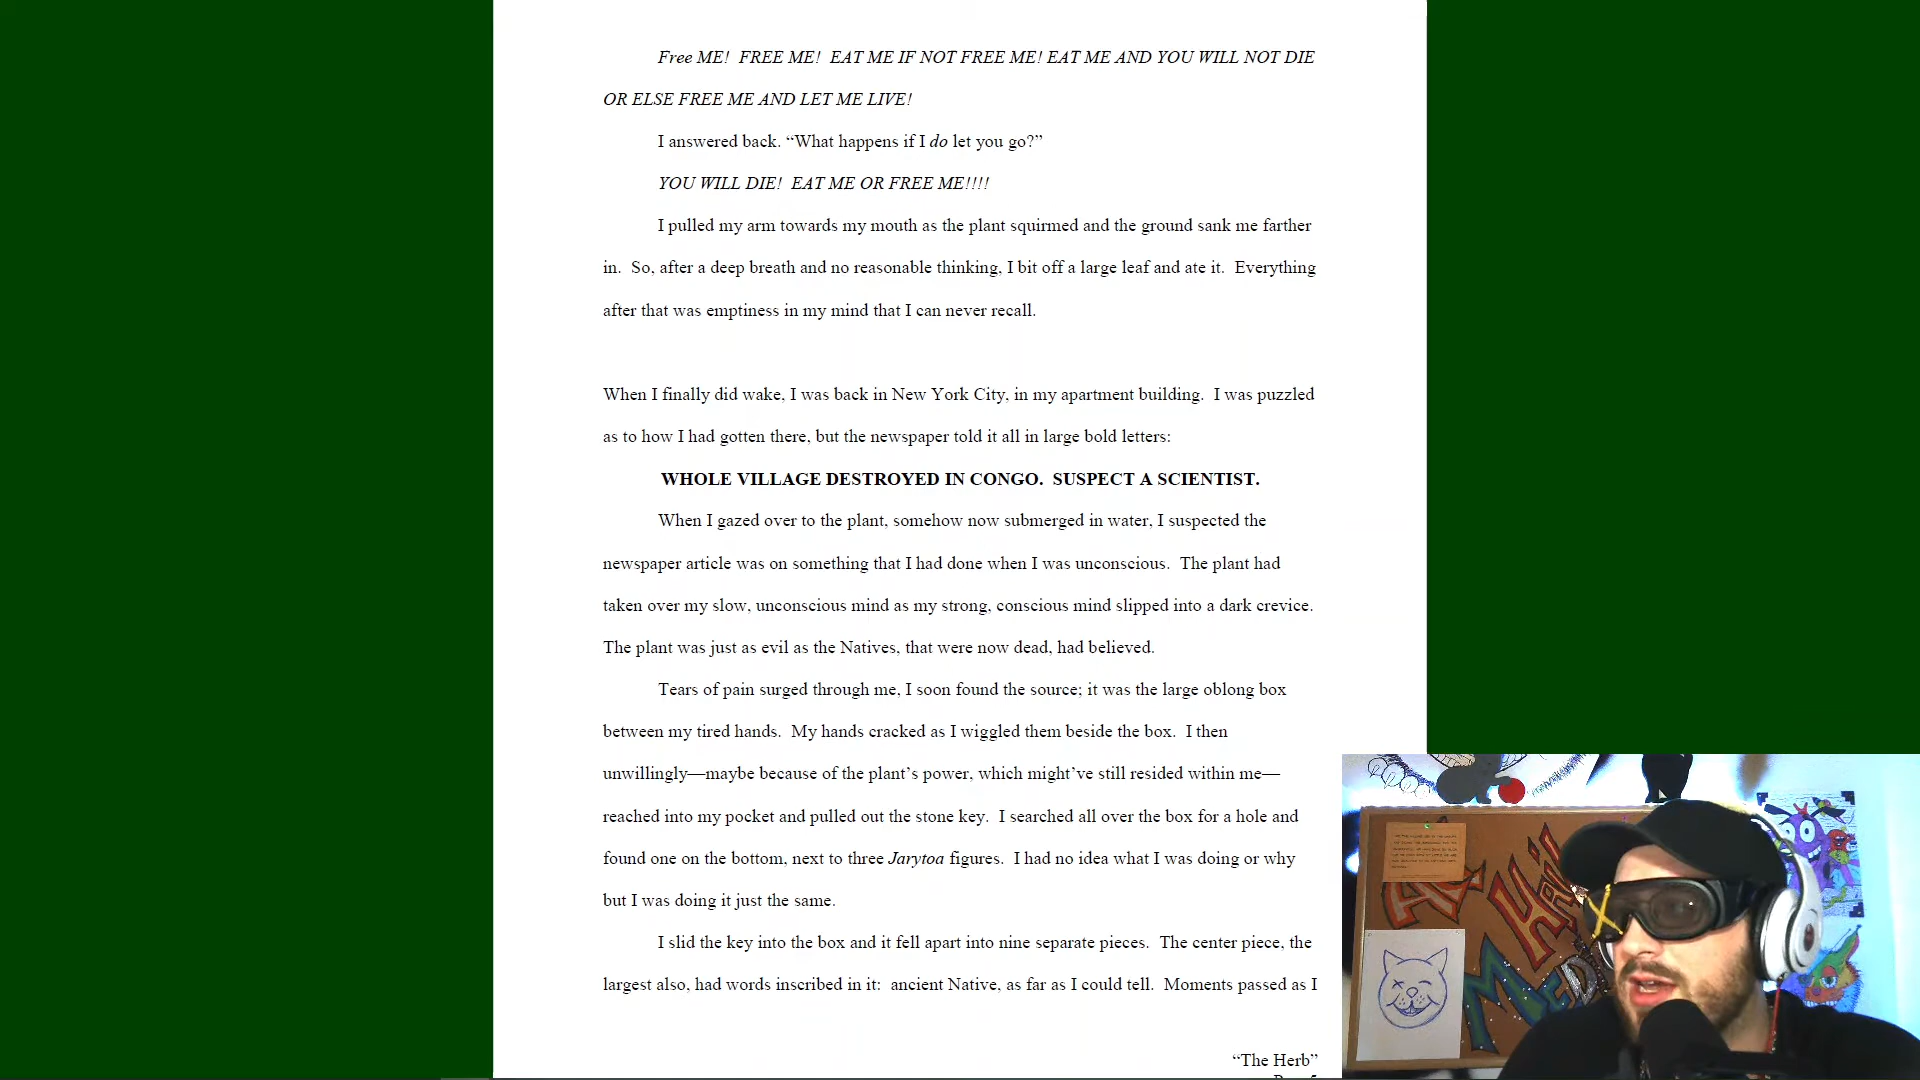 Free ME!  FREE ME!  EAT ME IF NOT FREE ME! EAT ME AND YOU WILL NOT DIE
OR ELSE FREE ME AND LET ME LIVE!
I answered back. “What happens if I do let you go?”
YOU WILL DIE!  EAT ME OR FREE ME!!!!
I pulled my arm towards my mouth as the plant squirmed and the ground sank me farther
in.  So, after a deep breath and no reasonable thinking, I bit off a large leaf and ate it.  Everything
after that was emptiness in my mind that I can never recall.
When I finally did wake, I was back in New York City, in my apartment building.  I was puzzled
as to how I had gotten there, but the newspaper told it all in large bold letters:
WHOLE VILLAGE DESTROYED IN CONGO.  SUSPECT A SCIENTIST.
When I gazed over to the plant, somehow now submerged in water, I suspected the
newspaper article was on something that I had done when I was unconscious.  The plant had
taken over my slow, unconscious mind as my strong, conscious mind slipped into a dark crevice.
The plant was just as evil as the Natives, that were now dead, had believed.
Tears of pain surged through me, I soon found the source; it was the large oblong box
between my tired hands.  My hands cracked as I wiggled them beside the box.  I then
unwillingly—maybe because of the plant’s power, which might’ve still resided within me—
reached into my pocket and pulled out the stone key.  I searched all over the box for a hole and
found one on the bottom, next to three Jarytoa figures.  I had no idea what I was doing or why
but I was doing it just the same.
I slid the key into the box and it fell apart into nine separate pieces.  The center piece, the
largest also, had words inscribed in it:  ancient Native, as far as I could tell.  Moments passed as I
“The Herb”